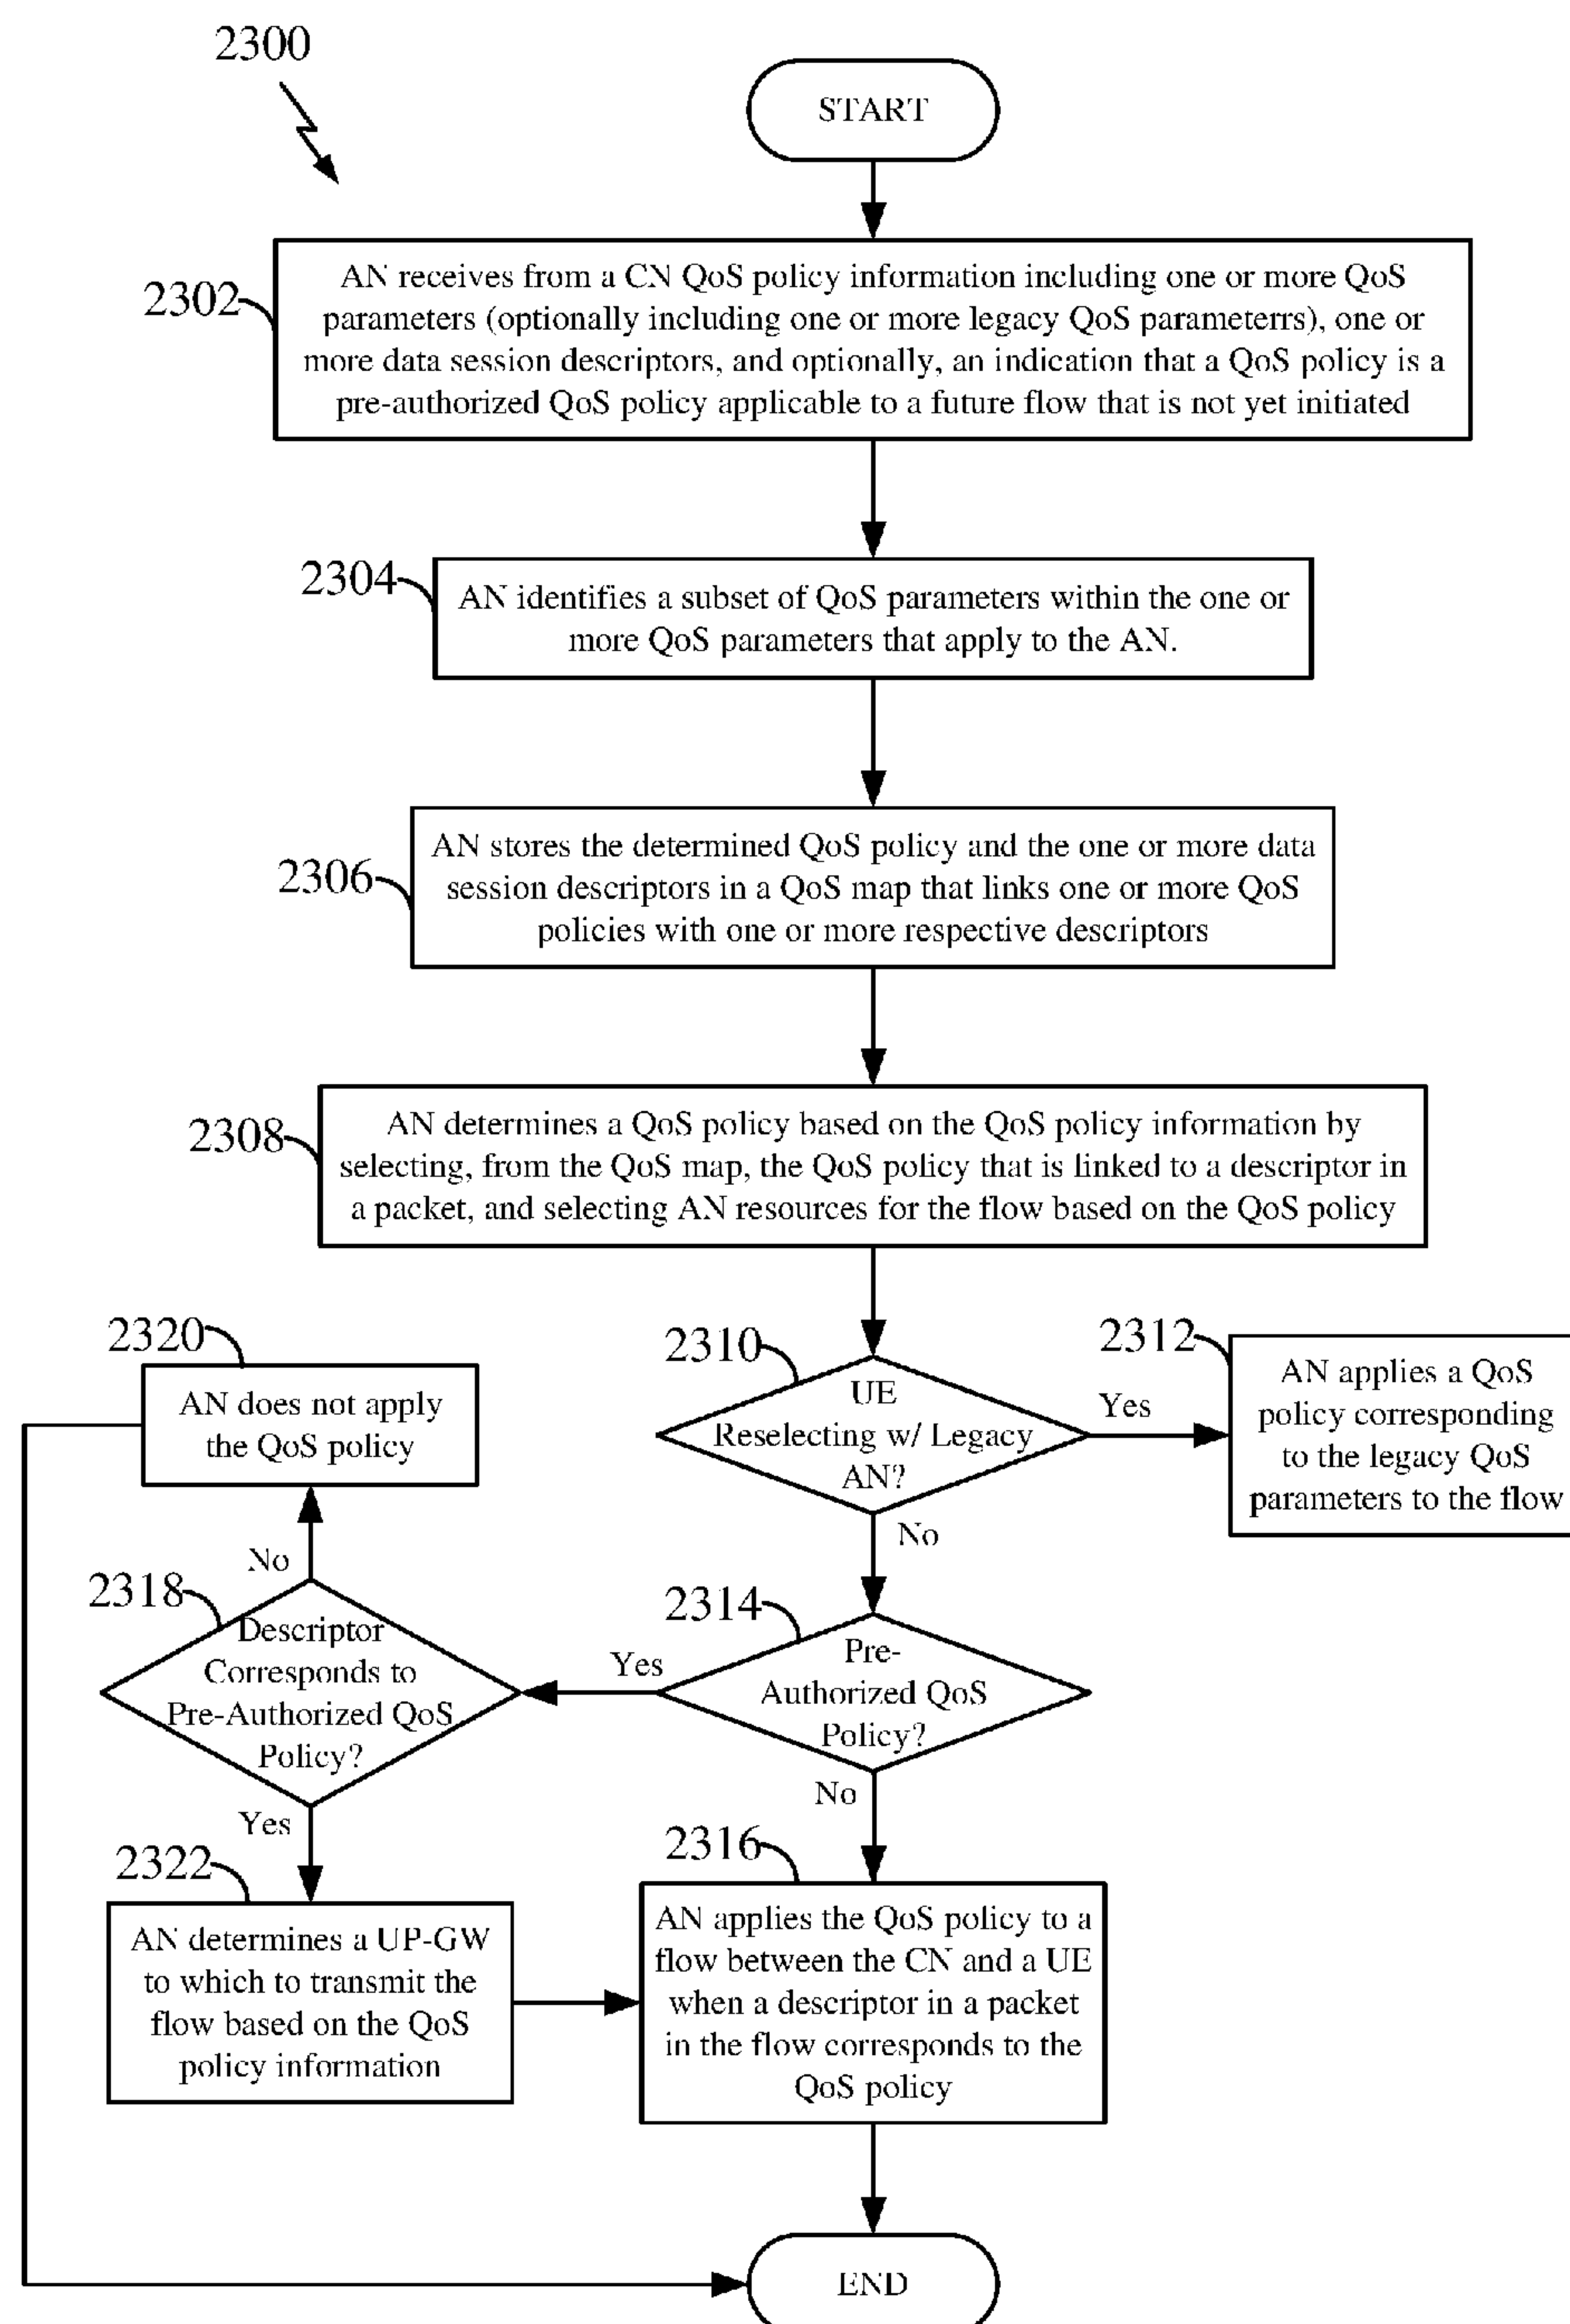 2300
START
2302
AN receives from a CN QoS policy information including one or more QoS
parameters (optionally including one or more legacy QoS parameterrs), one or
more data session descriptors, and optionally, an indication that a QoS policy is a
pre-authorized QoS policy applicable to a future flow that is not yet initiated
2304
AN identifies a subset of QoS parameters within the one or
more QoS parameters that apply to the AN.
2306
AN stores the determined QoS policy and the one or more data
session descriptors in a QoS map that links one or more QoS
policies with one or more respective descriptors
2308
AN determines a QoS policy based on the QoS policy information by
selecting, from the QoS map, the QoS policy that is linked to a descriptor in
a packet, and selecting AN resources for the flow based on the QoS policy
2310
UE
Reselecting w/ Legacy
AN?
Yes
2312
AN applies a QoS
policy corresponding
to the legacy QoS
parameters to the flow
No
2314
Pre-
Authorized QoS
Policy?
Yes
2318
Descriptor
Corresponds to
Pre-Authorized QoS
Policy?
No
2320
AN does not apply
the QoS policy
Yes
2322
AN determines a UP-GW
to which to transmit the
flow based on the QoS
policy information
No
2316
AN applies the QoS policy to a
flow between the CN and a UE
when a descriptor in a packet
in the flow corresponds to the
QoS policy
END